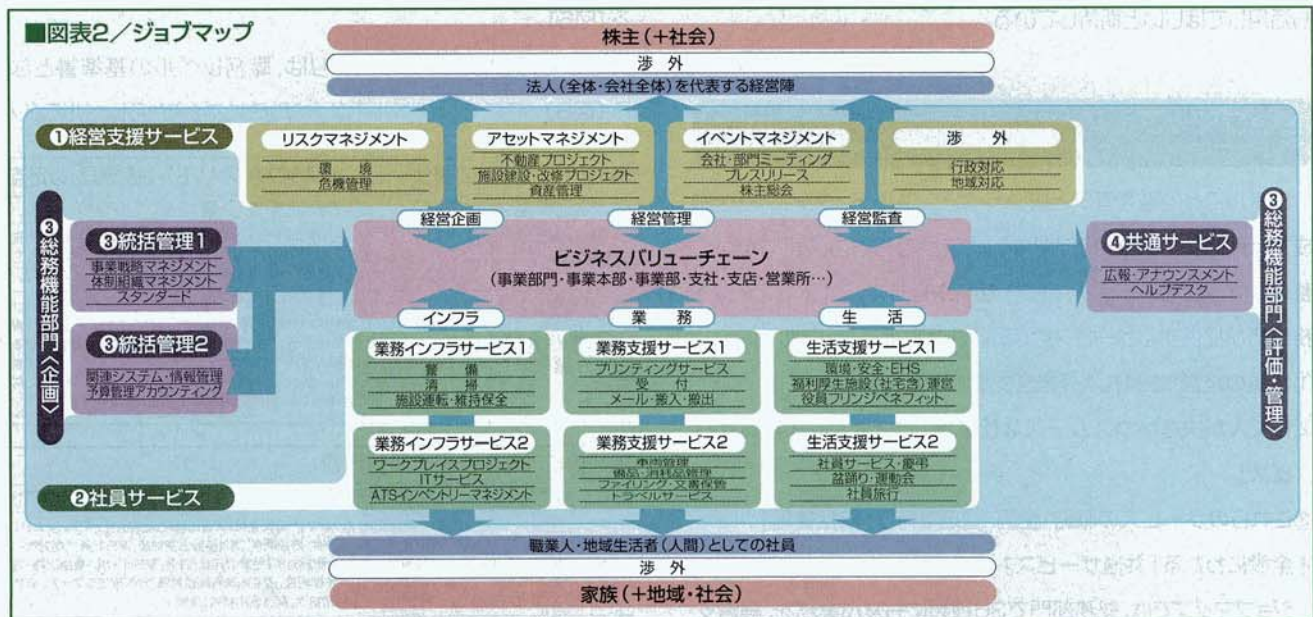 ■図表2/ジョブマップ
株主(+社会)
渉外
法人(全体・会社全体)を代表する経営陣
❶経営支援サービス
リスクマネジメント
環境
危機管理
アセットマネジメント
不動産プロジェクト
施設建設・改修プロジェクト
資産管理
イベントマネジメント
会社・部門ミーティング
プレスリリース
株主総会
渉外
行政対応
地域対応
経営企画
経営管理
経営監査
❸総務機能部門〈企画〉
❸統括管理1
事業戦略マネジメント
体制組織マネジメント
スタンダード
❸統括管理2
関連システム・情報管理
予算管理アカウンティング
ビジネスバリューチェーン
(事業部門・事業本部・事業部・支社・支店・営業所…)
❹共通サービス
広報・アナウンスメント
ヘルプデスク
❸総務機能部門〈評価・管理〉
インフラ
業務
生活
業務インフラサービス1
警備
清掃
施設運転・維持保全
業務支援サービス1
プリンティングサービス
受付
メール・搬入・搬出
生活支援サービス1
環境・安全・EHS
福利厚生施設(社宅含)運営
役員フリンジベネフィット
業務インフラサービス2
ワークプレイスプロジェクト
ITサービス
ATSインベントリーマネジメント
業務支援サービス2
車両管理
備品・消耗品管理
ファイリング・文書保管
トラベルサービス
生活支援サービス2
社員サービス・慶弔
盆踊り・運動会
社員旅行
❷社員サービス
職業人・地域生活者(人間)としての社員
渉外
家族(+地域・社会)